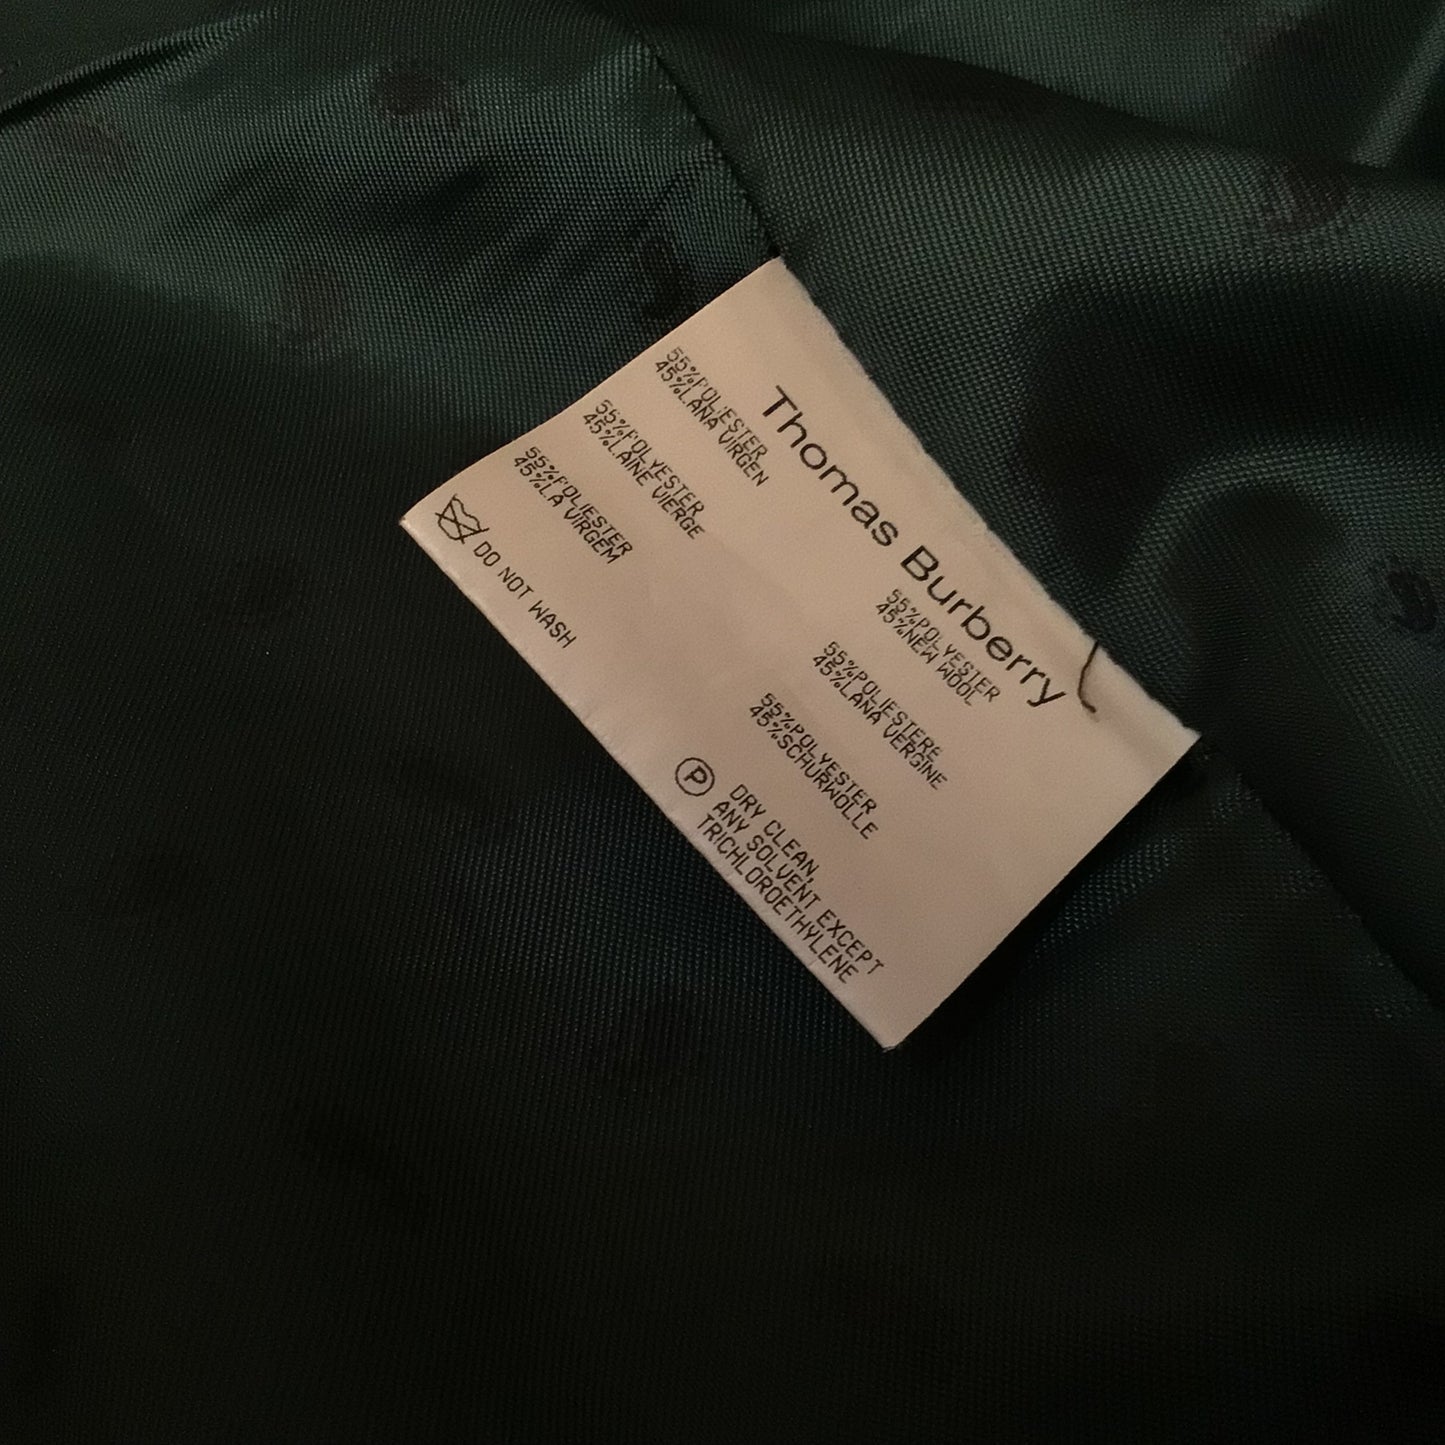 Thomas Burberry
55%POLIESTER
45%LANA VIRGEN
55%POLYESTER
45%LAINE VIERGE
55%POLIESTER
45%LA VIRGEM
DO NOT WASH
55%POLYESTER
45%NEW WOOL
55%POLIESTERE
45%LANA VERGINE
55%POLYESTER
45%SCHURWOLLE
P
DRY CLEAN,
ANY SOLVENT EXCEPT
TRICHLOROETHYLENE